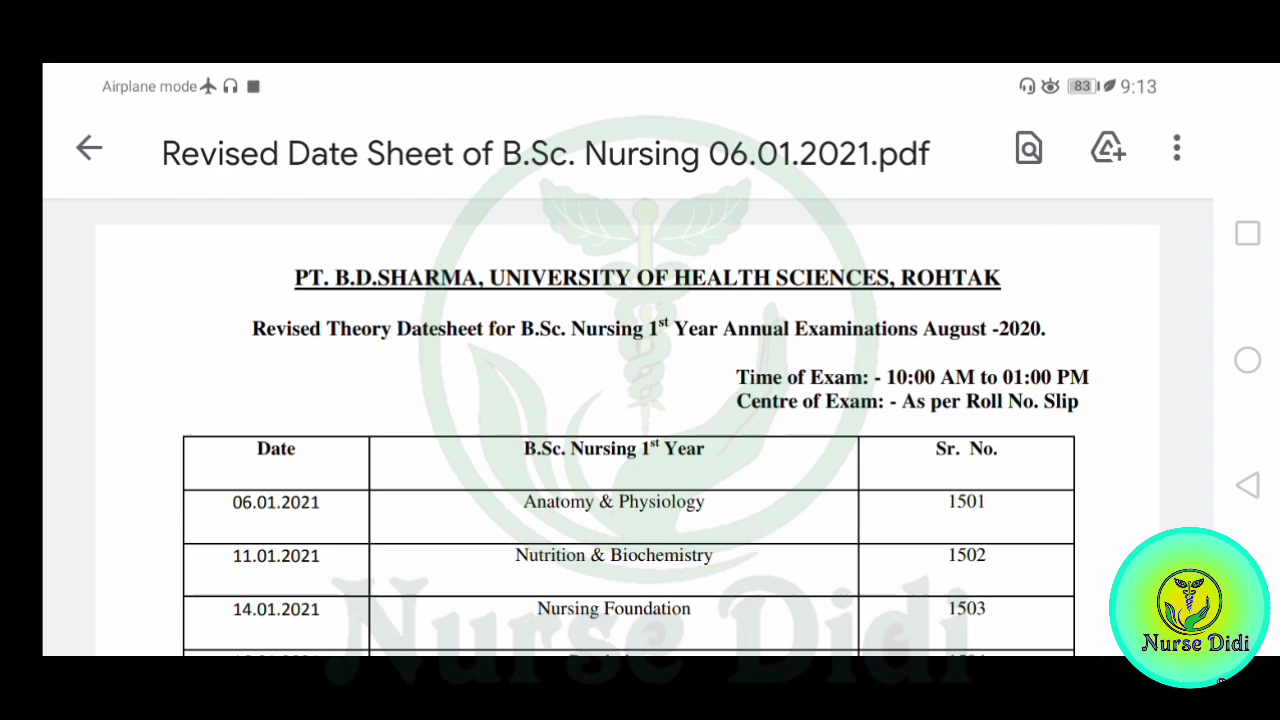 Airplane mode
83 9:13
Revised Date Sheet of B.Sc. Nursing 06.01.2021.pdf
PT. B.D.SHARMA, UNIVERSITY OF HEALTH SCIENCES, ROHTAK
Revised Theory Datesheet for B.Sc. Nursing 1st Year Annual Examinations August -2020.
Time of Exam: - 10:00 AM to 01:00 PM
Centre of Exam: - As per Roll No. Slip
Date B.Sc. Nursing 1st Year Sr. No.
06.01.2021 Anatomy & Physiology 1501
11.01.2021 Nutrition & Biochemistry 1502
14.01.2021 Nursing Foundation 1503
Nurse Didi
Nurse Didi